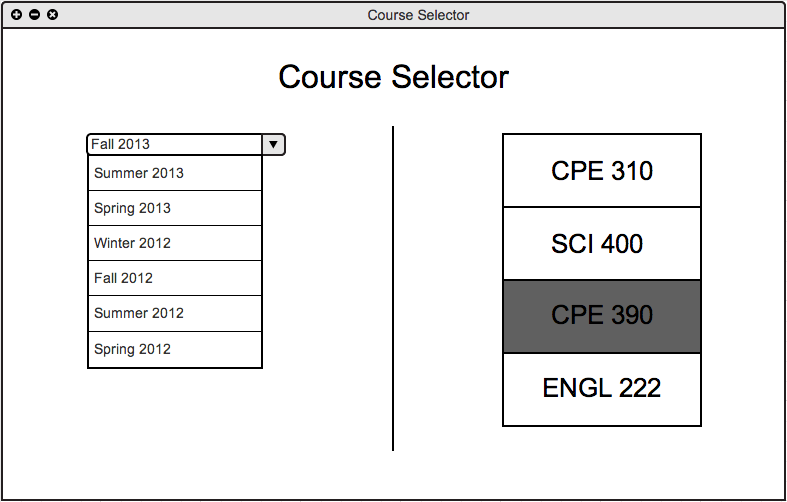 Course Selector
Course Selector
Fall 2013
Summer 2013
Spring 2013
Winter 2012
Fall 2012
Summer 2012
Spring 2012
CPE 310
SCI 400
CPE 390
ENGL 222